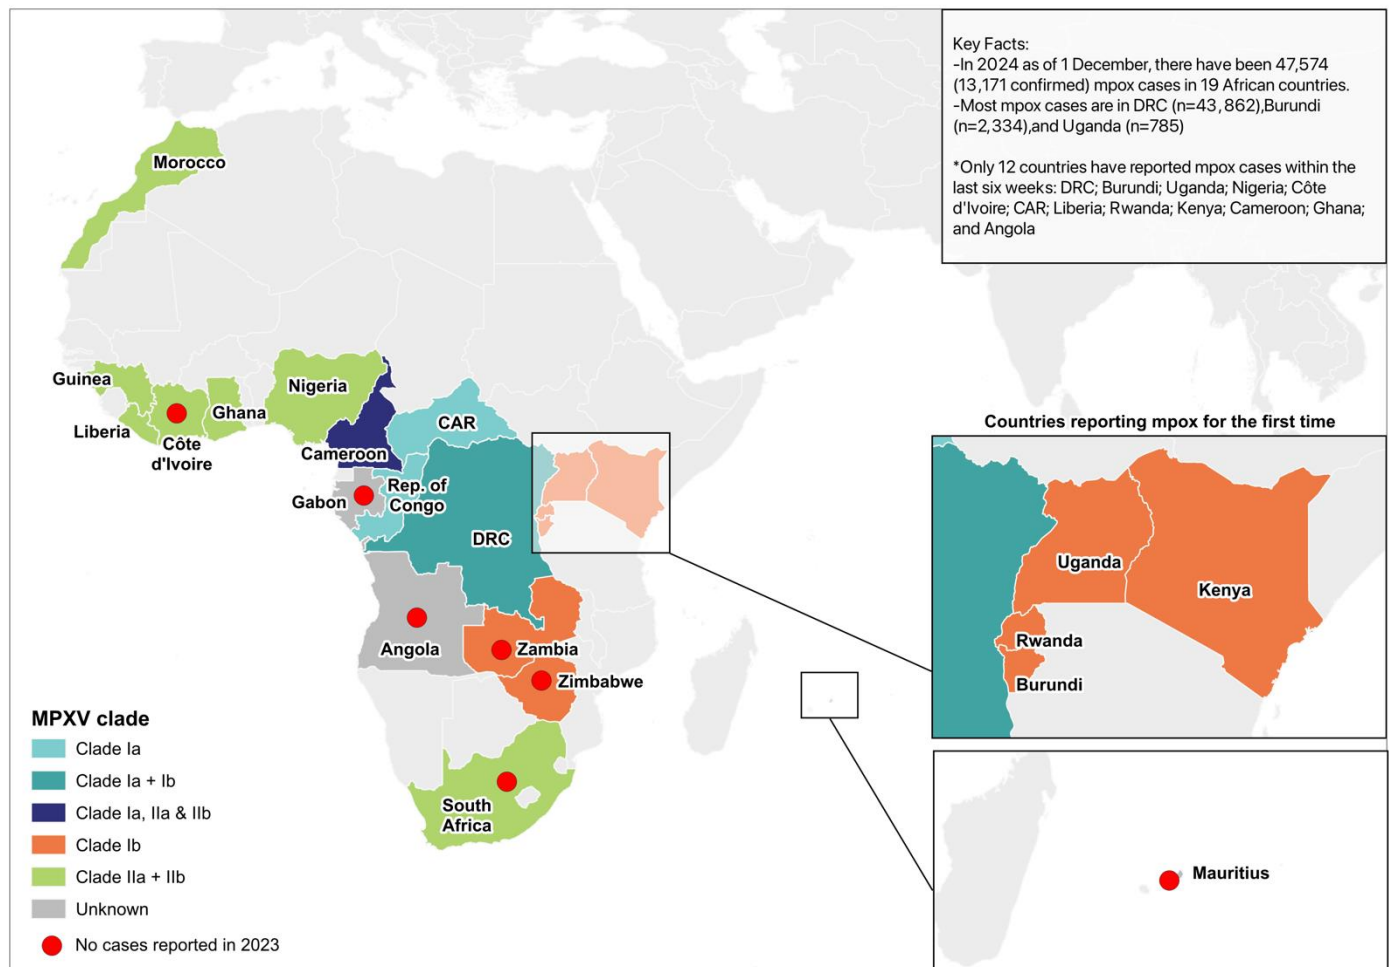 Key Facts:
-In 2024 as of 1 December, there have been 47,574
(13,171 confirmed) mpox cases in 19 African countries.
-Most mpox cases are in DRC (n=43,862),Burundi
(n=2,334),and Uganda (n=785)
*Only 12 countries have reported mpox cases within the
last six weeks: DRC; Burundi; Uganda; Nigeria; Côte
d'Ivoire; CAR; Liberia; Rwanda; Kenya; Cameroon; Ghana;
and Angola
Morocco
Guinea
Nigeria
Ghana
Liberia
Côte
d'Ivoire
CAR
Cameroon
Gabon
Rep. of
Congo
DRC
Angola
Zambia
Zimbabwe
South
Africa
Countries reporting mpox for the first time
Uganda
Kenya
Rwanda
Burundi
Mauritius
MPXV clade
Clade Ia
Clade Ia + Ib
Clade Ia, IIa & IIb
Clade Ib
Clade IIa + IIb
Unknown
No cases reported in 2023